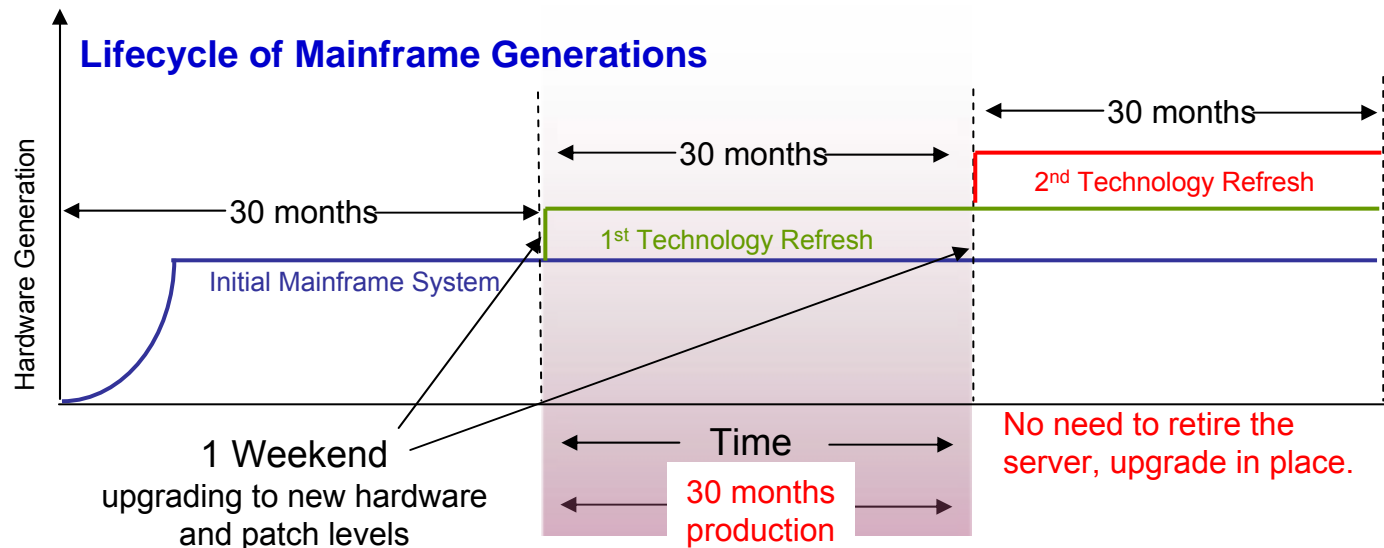 Lifecycle of Mainframe Generations
Hardware Generation
30 months
30 months
30 months
2nd Technology Refresh
1st Technology Refresh
Initial Mainframe System
1 Weekend
upgrading to new hardware
and patch levels
Time
30 months
production
No need to retire the
server, upgrade in place.